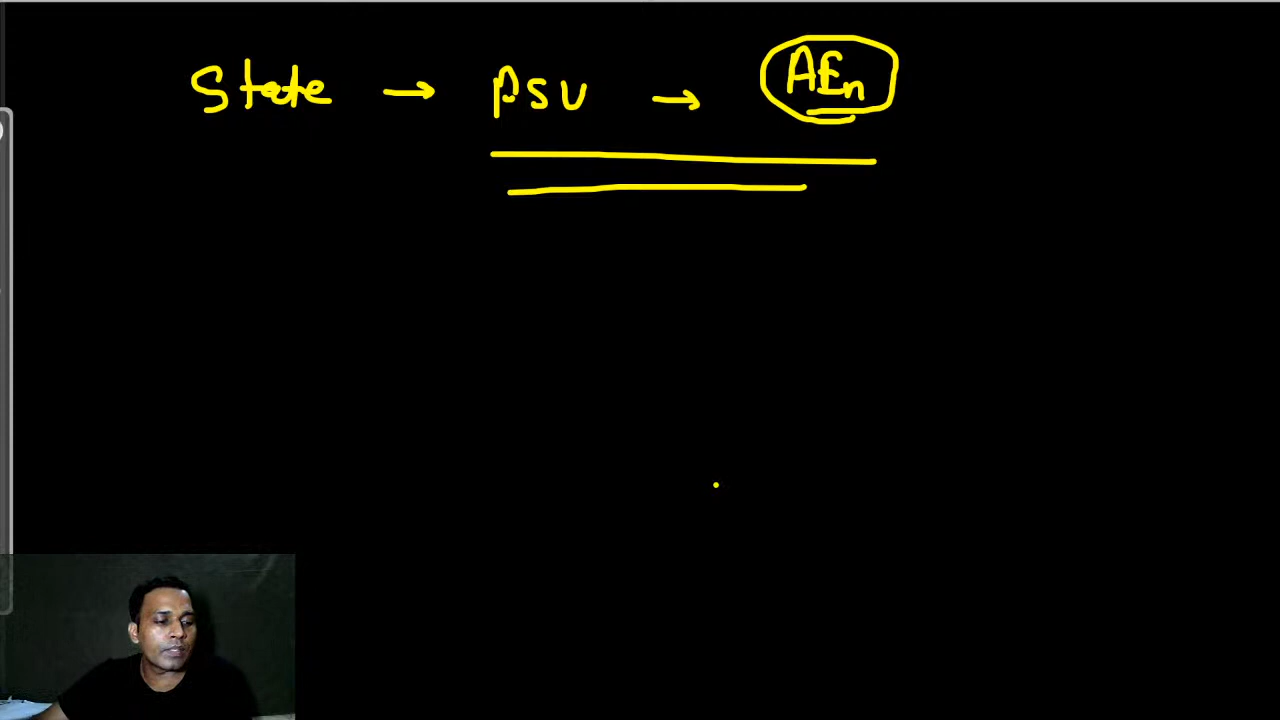 State → PSU → AEn